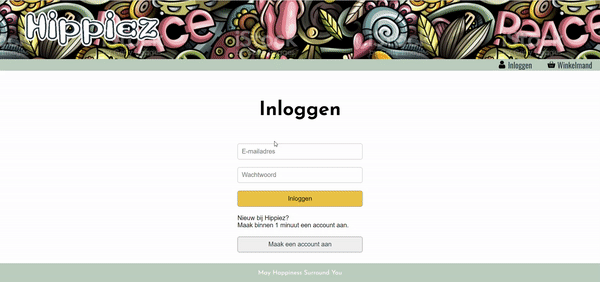 Hippiez
PEACE
PEACE
Inloggen
Winkelmand
Inloggen
E-mailadres
Wachtwoord
Inloggen
Nieuw bij Hippiez?
Maak binnen 1 minuut een account aan.
Maak een account aan
May Happiness Surround You